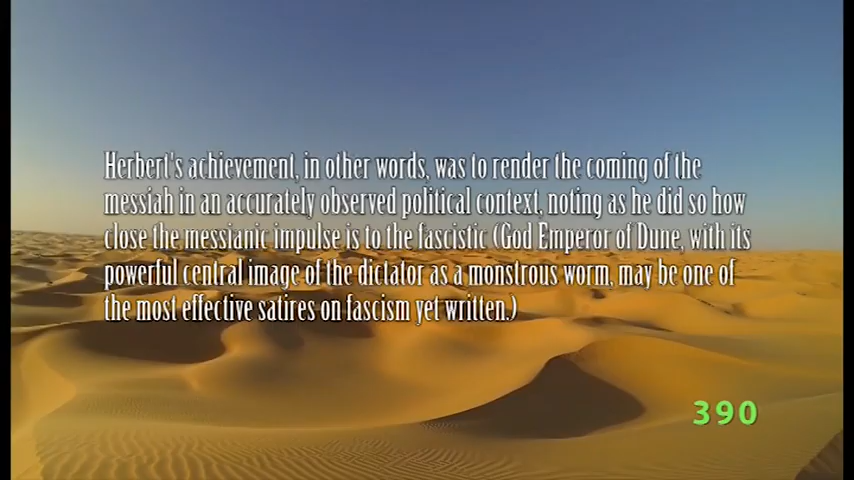 Herbert's achievement, in other words, was to render the coming of the
messiah in an accurately observed political context, noting as he did so how
close the messianic impulse is to the fascistic (God Emperor of Dune, with its
powerful central image of the dictator as a monstrous worm, may be one of
the most effective satires on fascism yet written.)
390